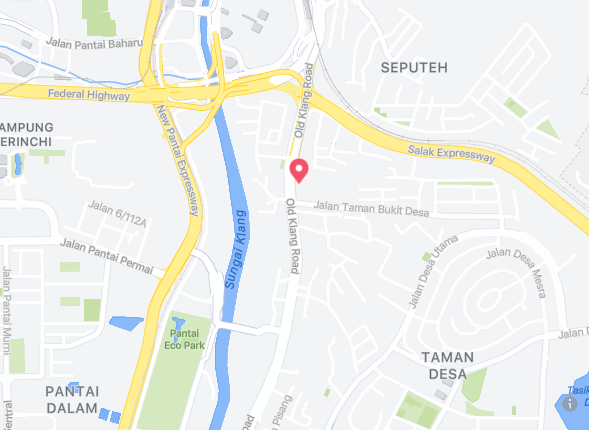 Jalan Pantai Baharu
SEPUTEH
Federal Highway
Old Klang Road
New Pantai Expressway
AMPUNG
ERINCHI
Salak Expressway
Jalan 6/112A
Jalan Taman Bukit Desa
Old Klang Road
Sungai Klang
Jalan Pantai Permai
Jalan Desa Utama
Jalan Desa Mesra
Jalan Pantai Murni
Pantai
Eco Park
Jalan D
TAMAN
DESA
PANTAI
DALAM
Tasik
D
Pisang
oad